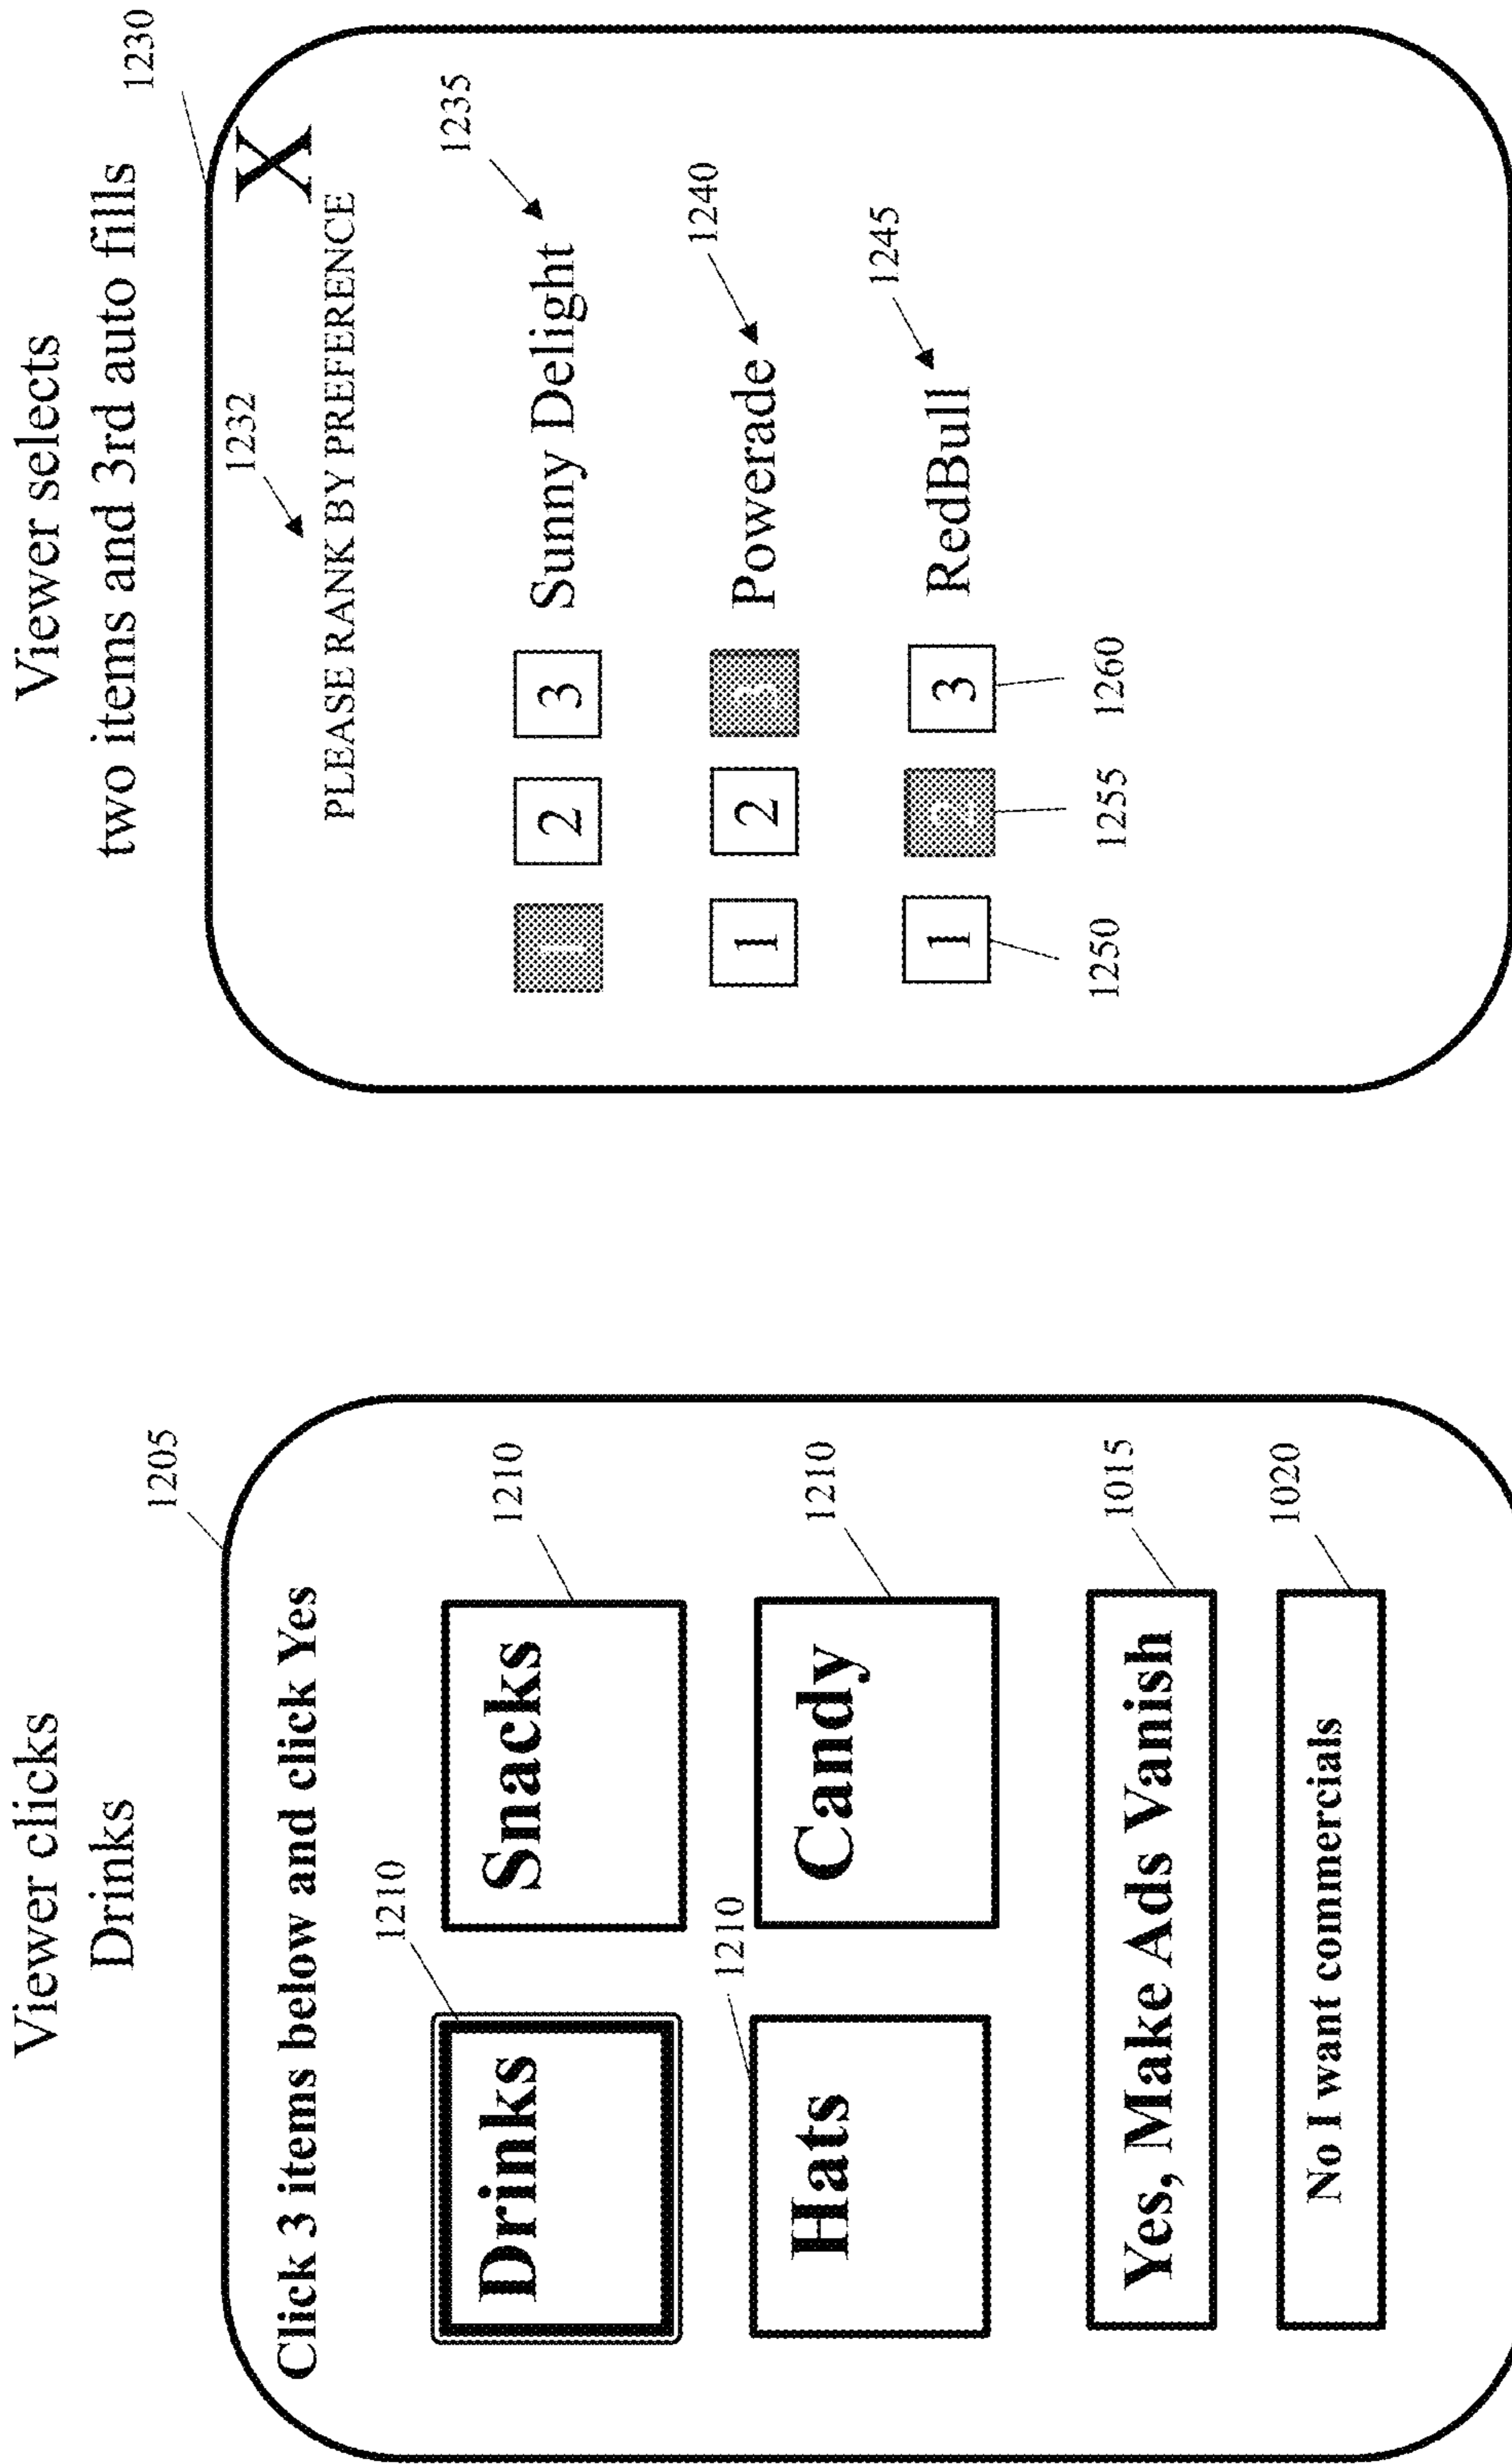 Viewer clicks
Drinks
1205
Click 3 items below and click Yes
1210
1210
Drinks
Snacks
1210
1210
Hats
Candy
1015
Yes, Make Ads Vanish
1020
No I want commercials
Viewer selects
two items and 3rd auto fills
1230
1232
X
PLEASE RANK BY PREFERENCE
1235
1 2 3 Sunny Delight
1240
1 2 3 Powerade
1245
1 2 3 RedBull
1250 1255 1260